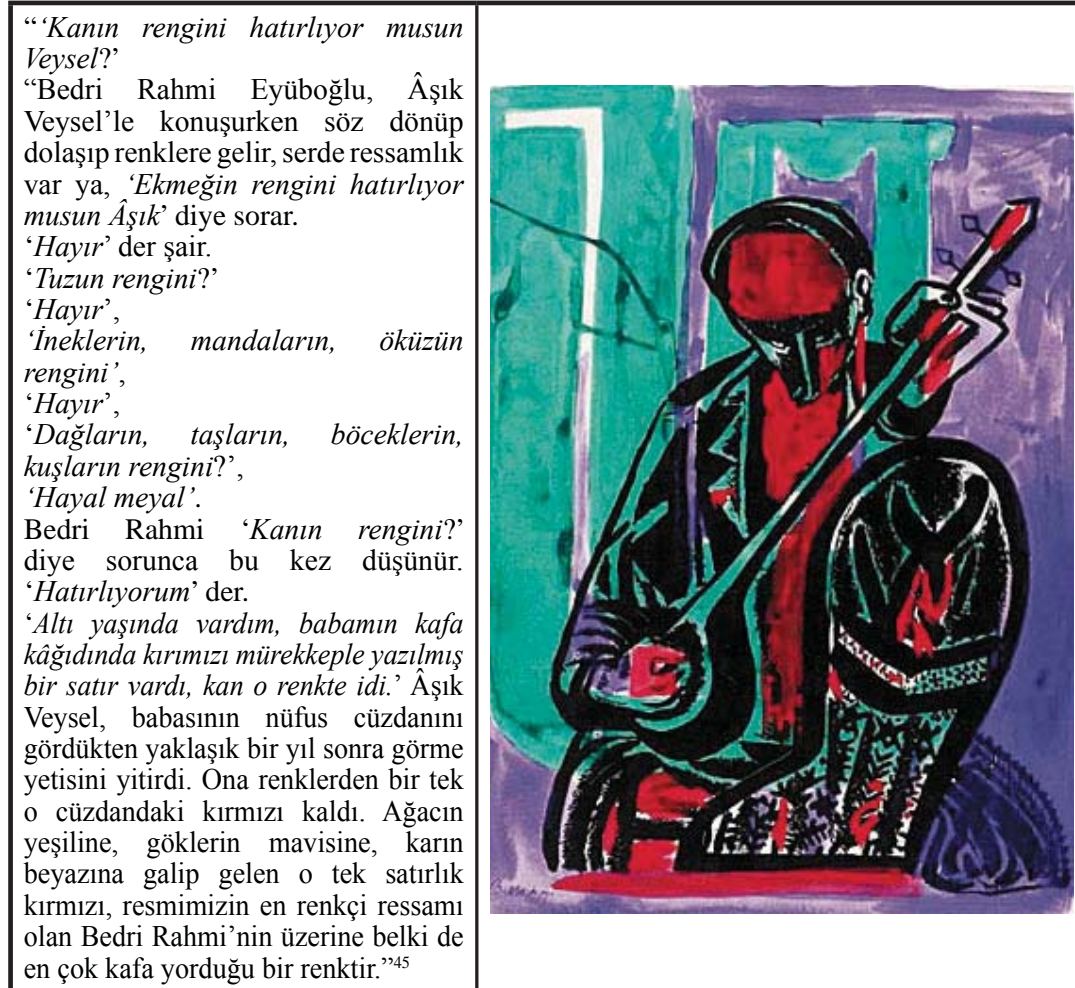 “‘Kanın rengini hatırlıyor musun
Veysel?’
“Bedri Rahmi Eyüboğlu, Âşık
Veysel’le konuşurken söz dönüp
dolaşıp renklere gelir, serde ressamlık
var ya, ‘Ekmeğin rengini hatırlıyor
musun Âşık’ diye sorar.
‘Hayır’ der şair.
‘Tuzun rengini?’
‘Hayır’,
‘İneklerin, mandaların, öküzün
rengini’,
‘Hayır’,
‘Dağların, taşların, böceklerin,
kuşların rengini?’,
‘Hayal meyal’.
Bedri Rahmi ‘Kanın rengini?’
diye sorunca bu kez düşünür.
‘Hatırlıyorum’ der.
‘Altı yaşında vardım, babamın kafa
kâğıdında kırımızı mürekkeple yazılmış
bir satır vardı, kan o renkte idi.’ Âşık
Veysel, babasının nüfus cüzdanını
gördükten yaklaşık bir yıl sonra görme
yetisini yitirdi. Ona renklerden bir tek
o cüzdandaki kırmızı kaldı. Ağacın
yeşiline, göklerin mavisine, karın
beyazına galip gelen o tek satırlık
kırmızı, resmimizin en renkçi ressamı
olan Bedri Rahmi’nin üzerine belki de
en çok kafa yorduğu bir renktir.”45